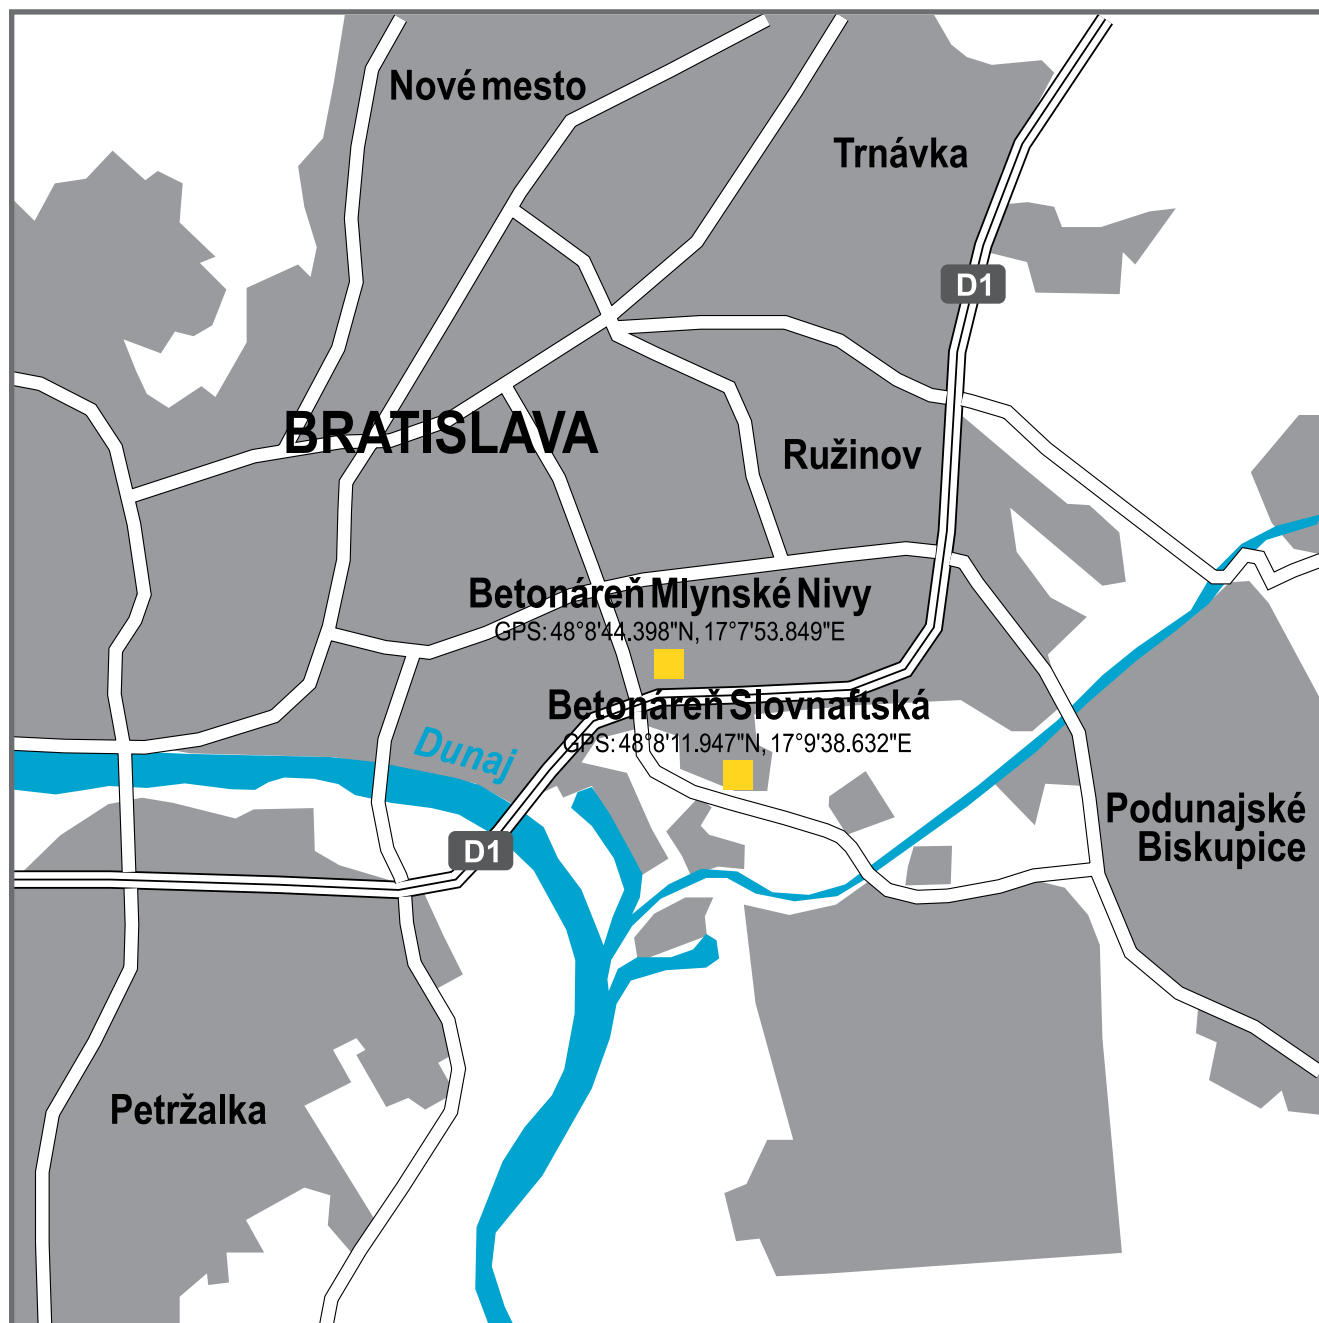 Nové mesto
Trnávka
D1
BRATISLAVA
Ružinov
Betonáreň Mlynské Nivy
GPS: 48°8'44.398"N, 17°7'53.849"E
Betonáreň Slovnaftská
GPS: 48°8'11.947"N, 17°9'38.632"E
Dunaj
D1
Podunajské
Biskupice
Petržalka